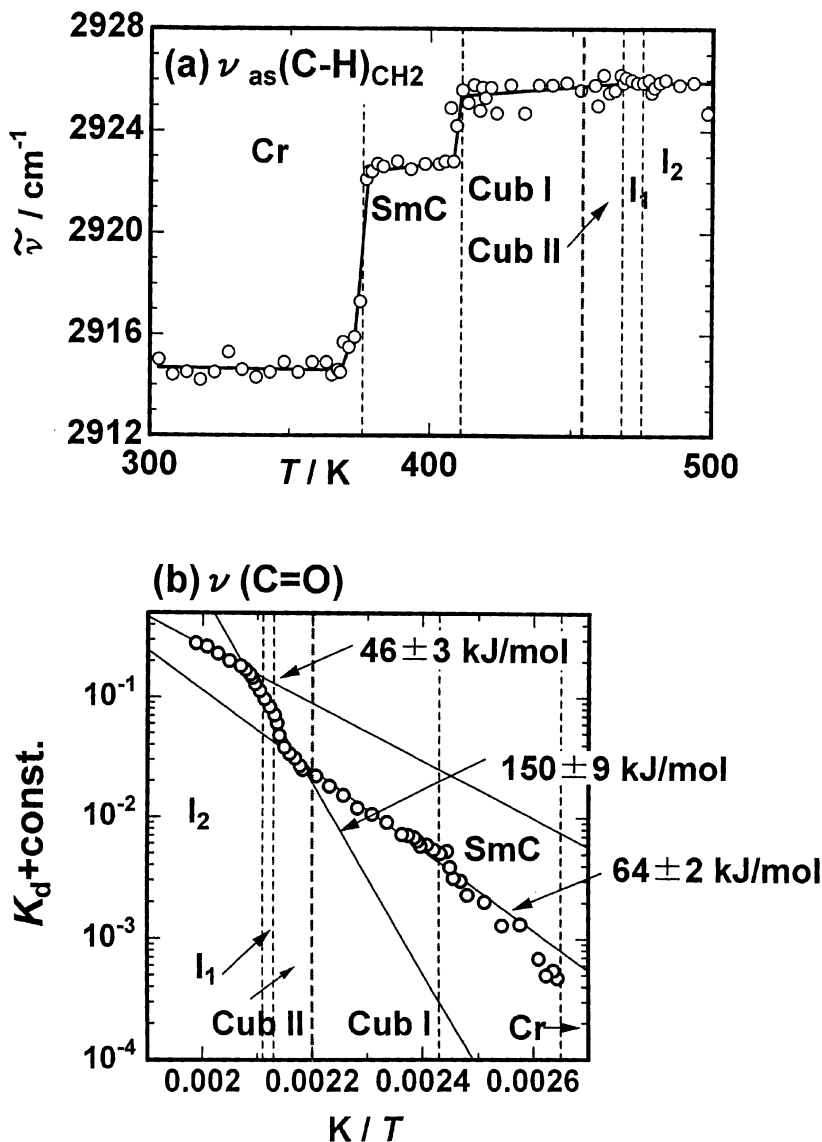 2928
(a) ν as(C-H)CH2
2924
Cr
I2
SmC
Cub I
I1
2920
Cub II
ν̃ / cm-1
2916
2912
300
T / K
400
500
(b) ν (C=O)
46±3 kJ/mol
10-1
150±9 kJ/mol
10-2
I2
SmC
64±2 kJ/mol
Kd+const.
10-3
I1
Cub II
Cub I
Cr
10-4
0.002
0.0022
0.0024
0.0026
K / T